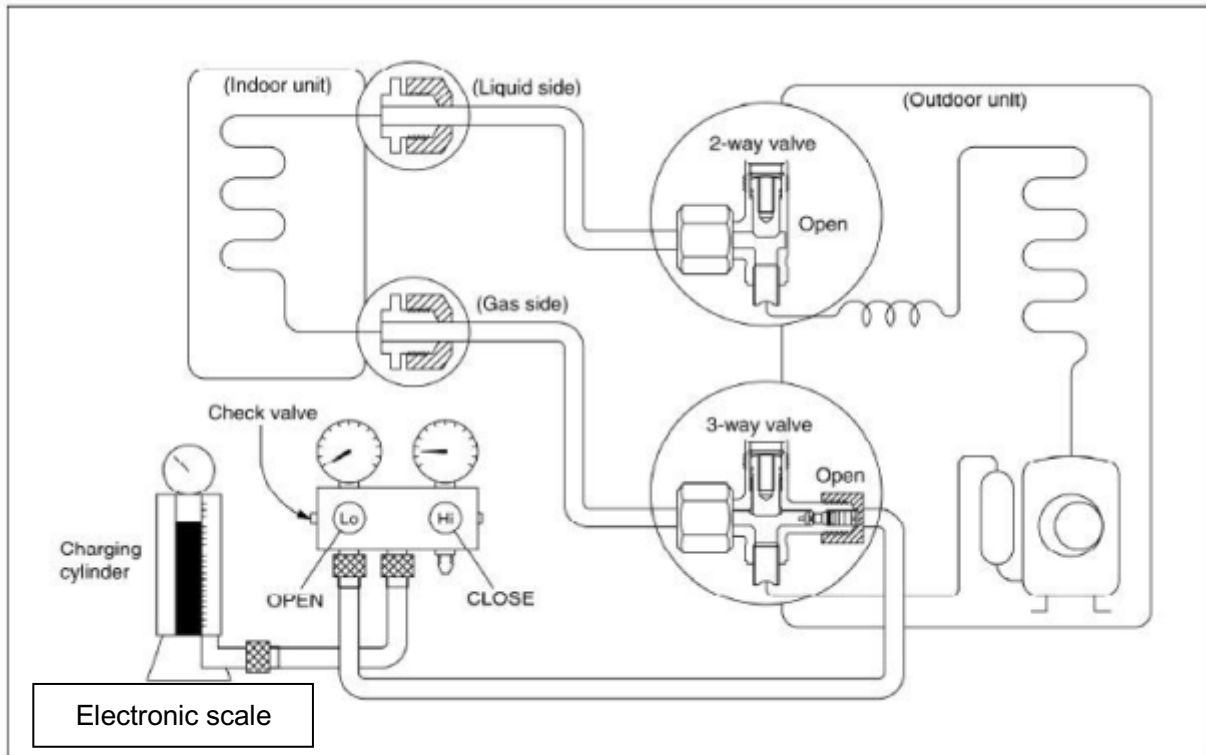 (Indoor unit)
(Liquid side)
(Outdoor unit)
2-way valve
Open
(Gas side)
3-way valve
Open
Check valve
Lo
Hi
Charging
cylinder
OPEN
CLOSE
Electronic scale